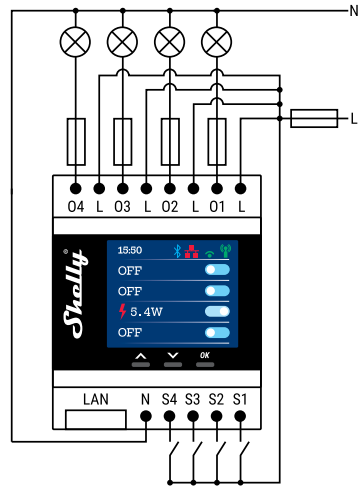 N
L
O4 L O3 L O2 L O1 L
Shelly®
15:50
OFF
OFF
5.4W
OFF
OK
LAN N S4 S3 S2 S1